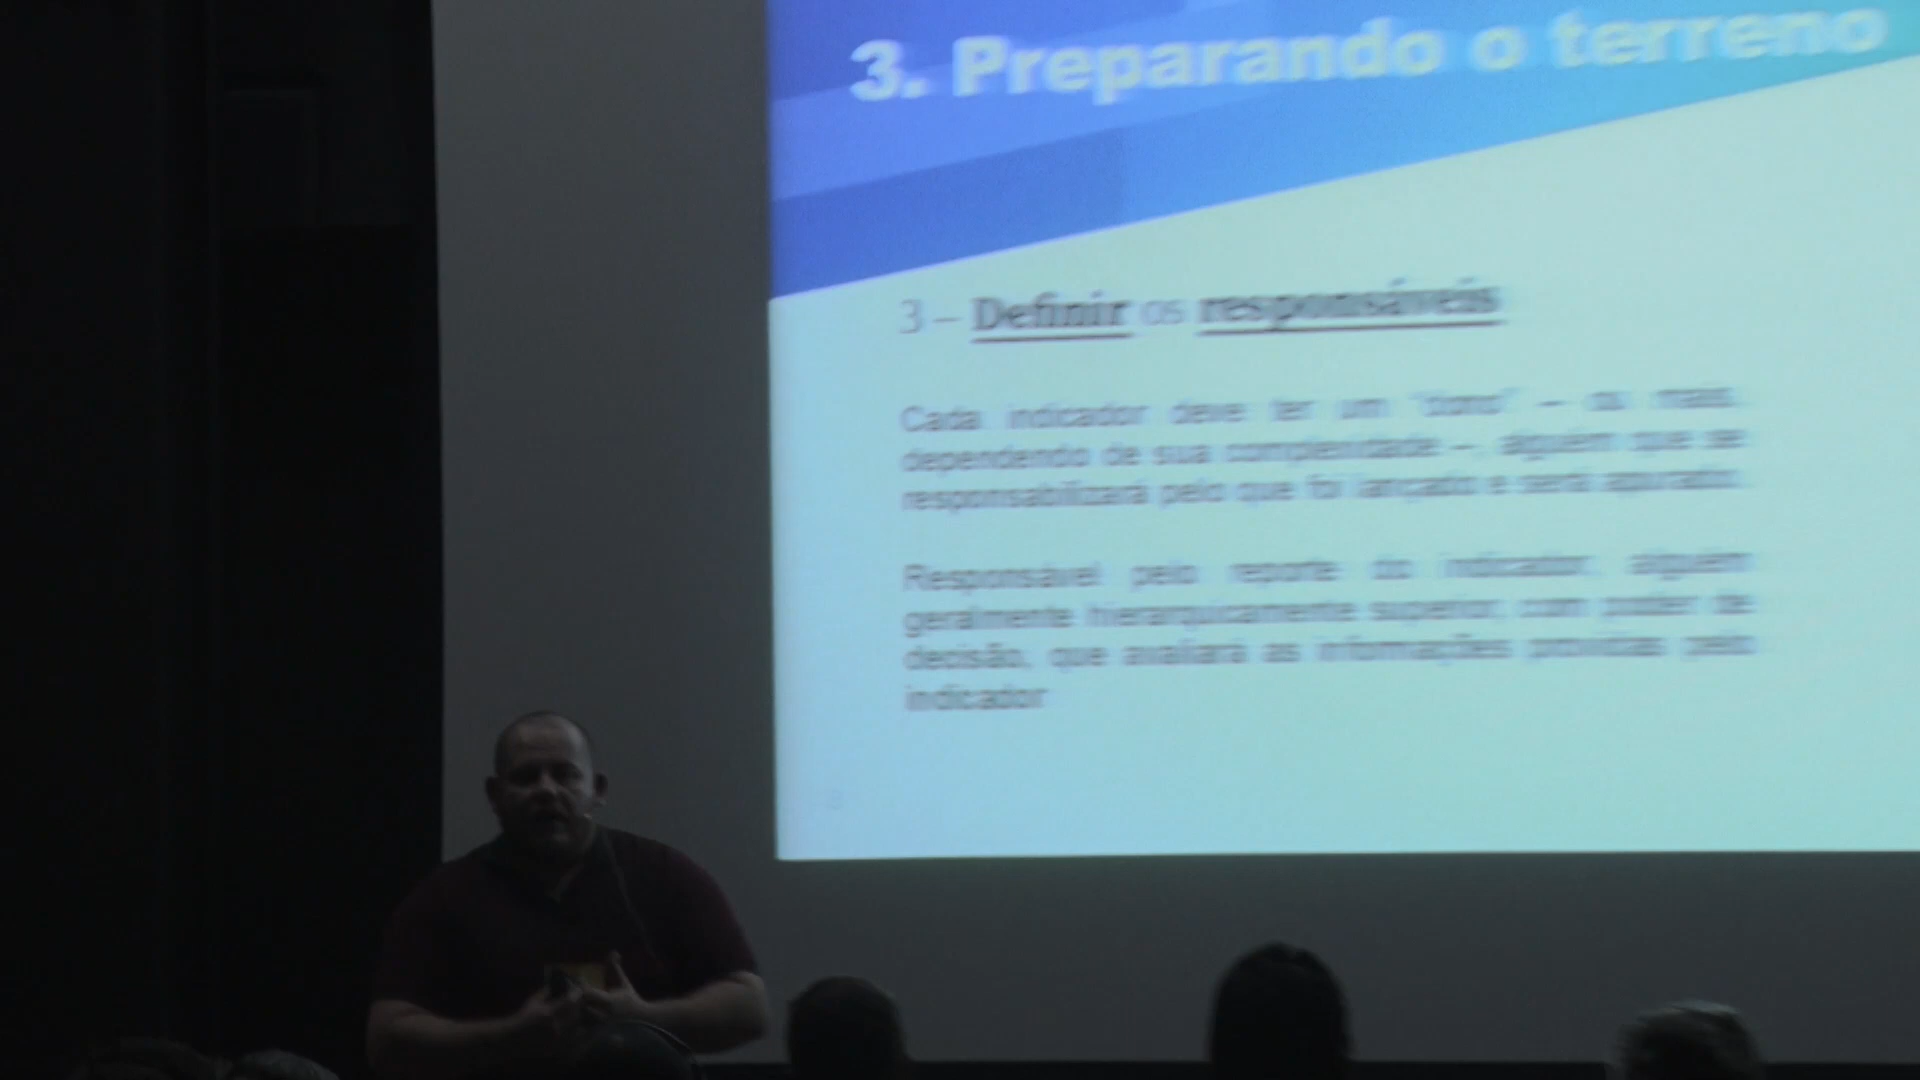 3. Preparando o terreno
3 – Definir os responsáveis
Cada indicador deve ter um "dono" – ou mais,
dependendo de sua complexidade –, alguém que se
responsabilizará pelo que foi lançado e será apurado.
Responsável pelo reporte do indicador, alguém
geralmente hierarquicamente superior, com poder de
decisão, que avaliará as informações providas pelo
indicador